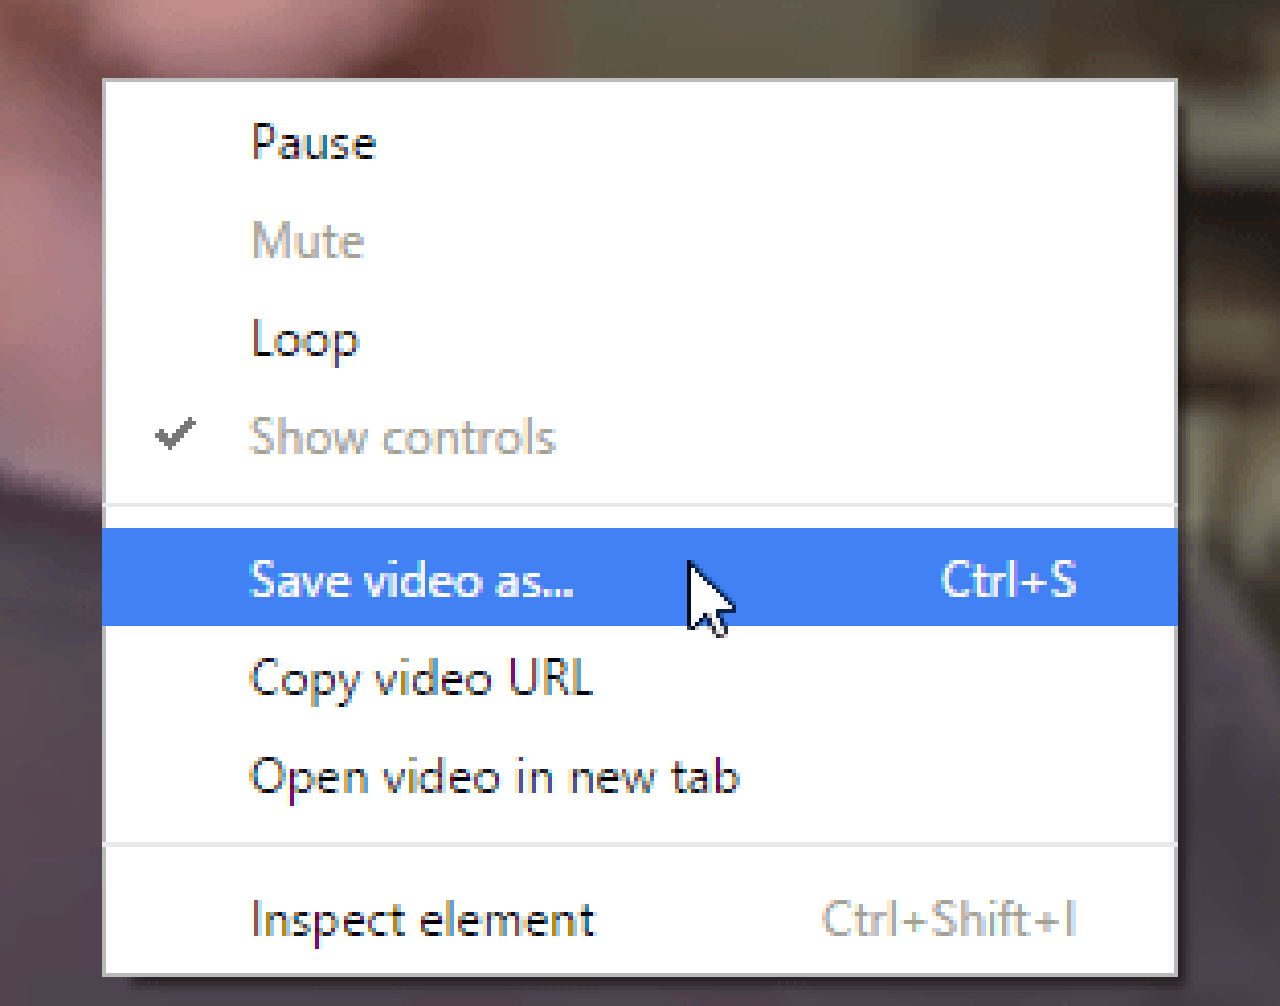 Pause
Mute
Loop
Show controls
Save video as... Ctrl+S
Copy video URL
Open video in new tab
Inspect element Ctrl+Shift+I